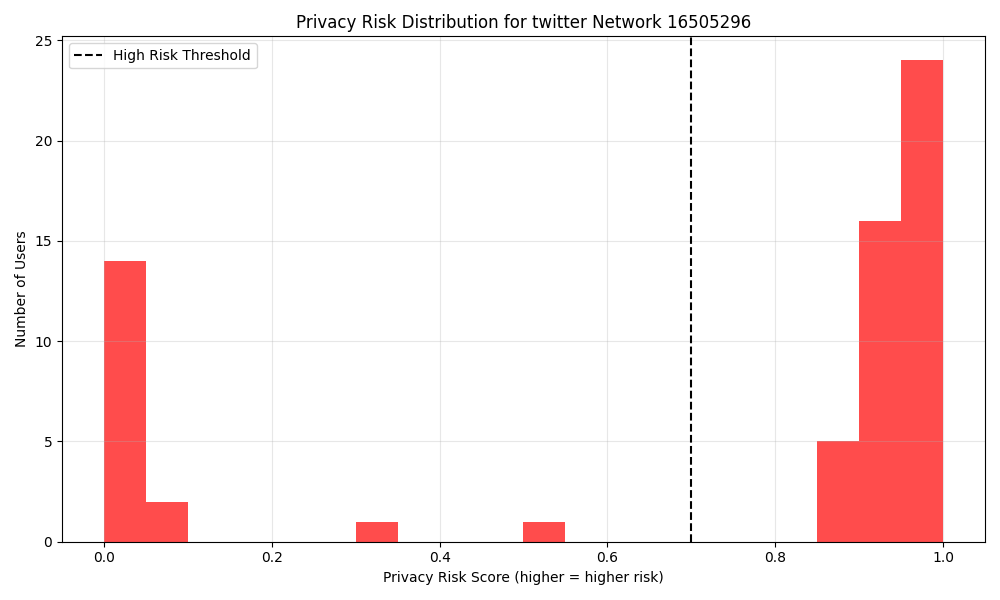 Privacy Risk Distribution for twitter Network 16505296
High Risk Threshold
Number of Users
25
20
15
10
5
0
0.0 0.2 0.4 0.6 0.8 1.0
Privacy Risk Score (higher = higher risk)